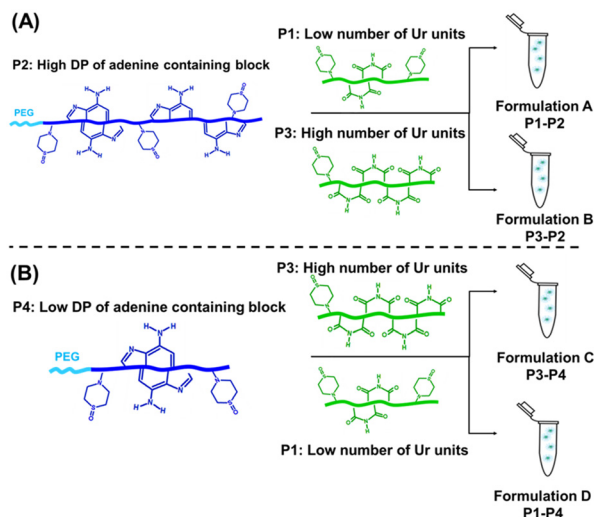 (A)
P1: Low number of Ur units
P2: High DP of adenine containing block
PEG
Formulation A
P1-P2
P3: High number of Ur units
Formulation B
P3-P2
(B)
P3: High number of Ur units
P4: Low DP of adenine containing block
PEG
Formulation C
P3-P4
P1: Low number of Ur units
Formulation D
P1-P4